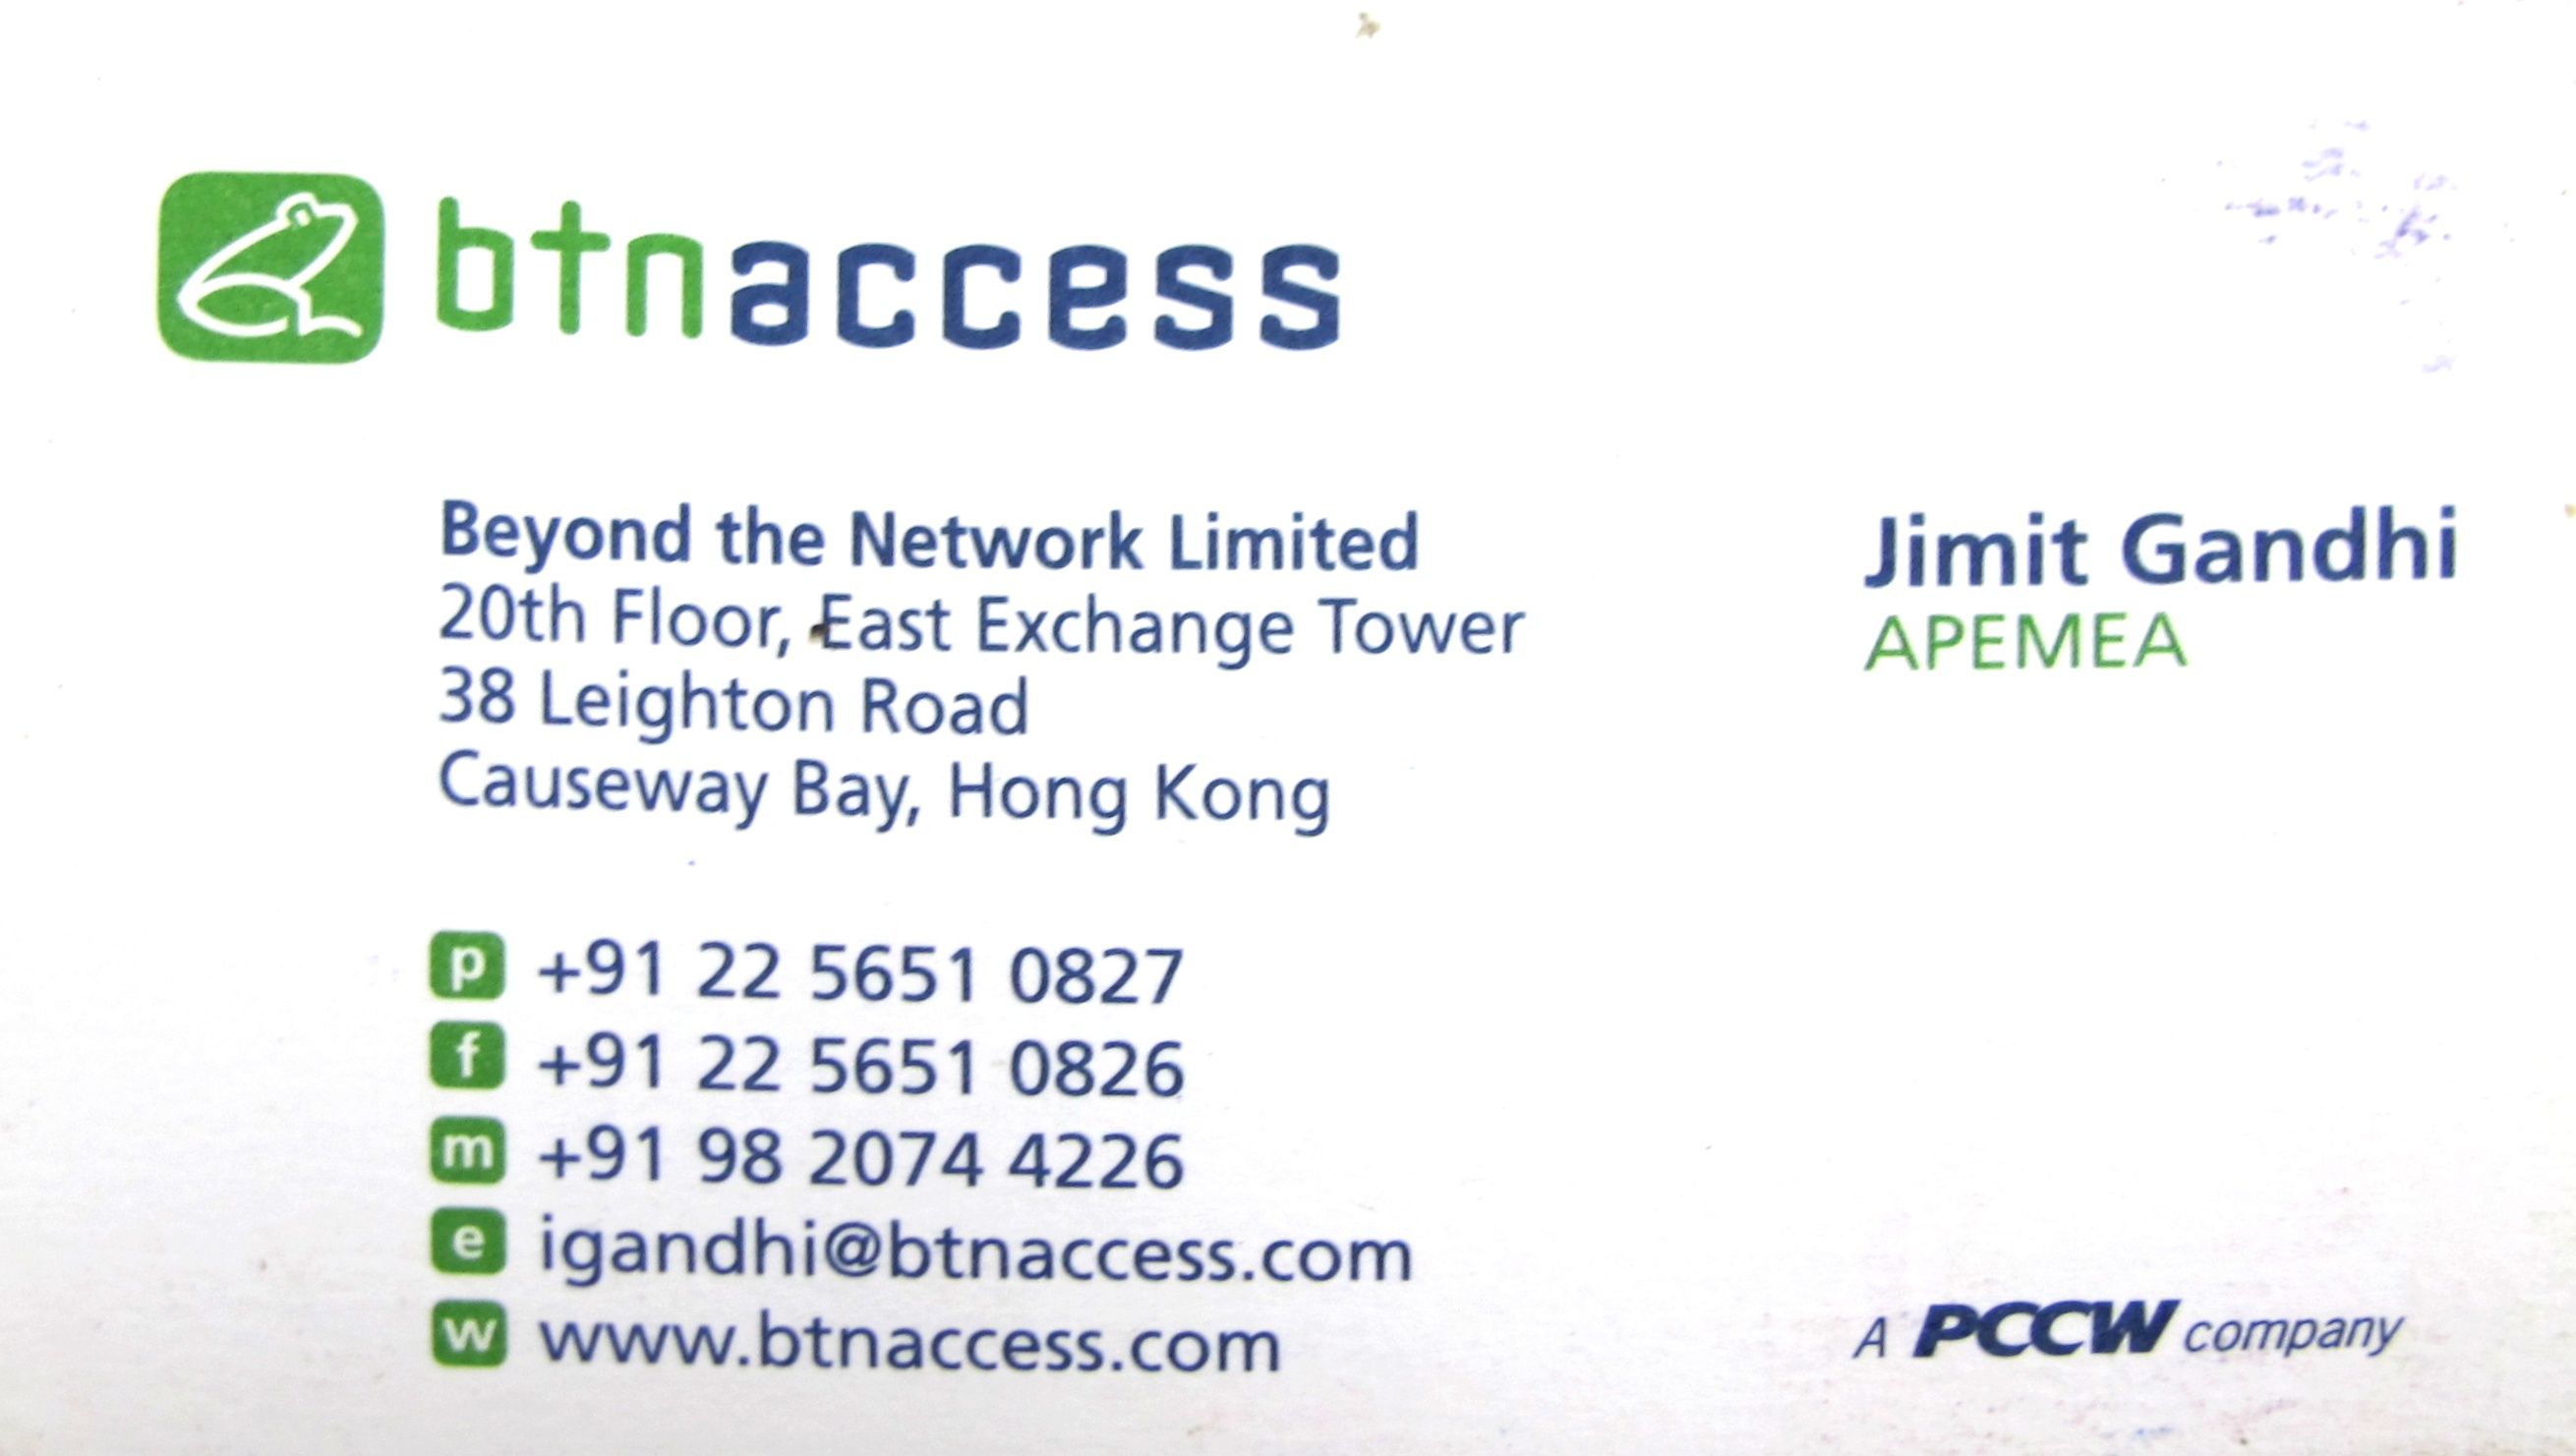 btnaccess
Beyond the Network Limited
20th Floor, East Exchange Tower
38 Leighton Road
Causeway Bay, Hong Kong
Jimit Gandhi
APEMEA
p +91 22 5651 0827
f +91 22 5651 0826
m +91 98 2074 4226
e igandhi@btnaccess.com
w www.btnaccess.com
A PCCW company